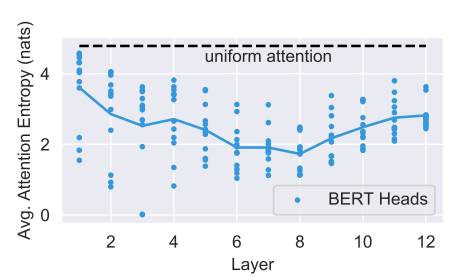 Avg. Attention Entropy (nats)
4
2
0
uniform attention
BERT Heads
2 4 6 8 10 12
Layer